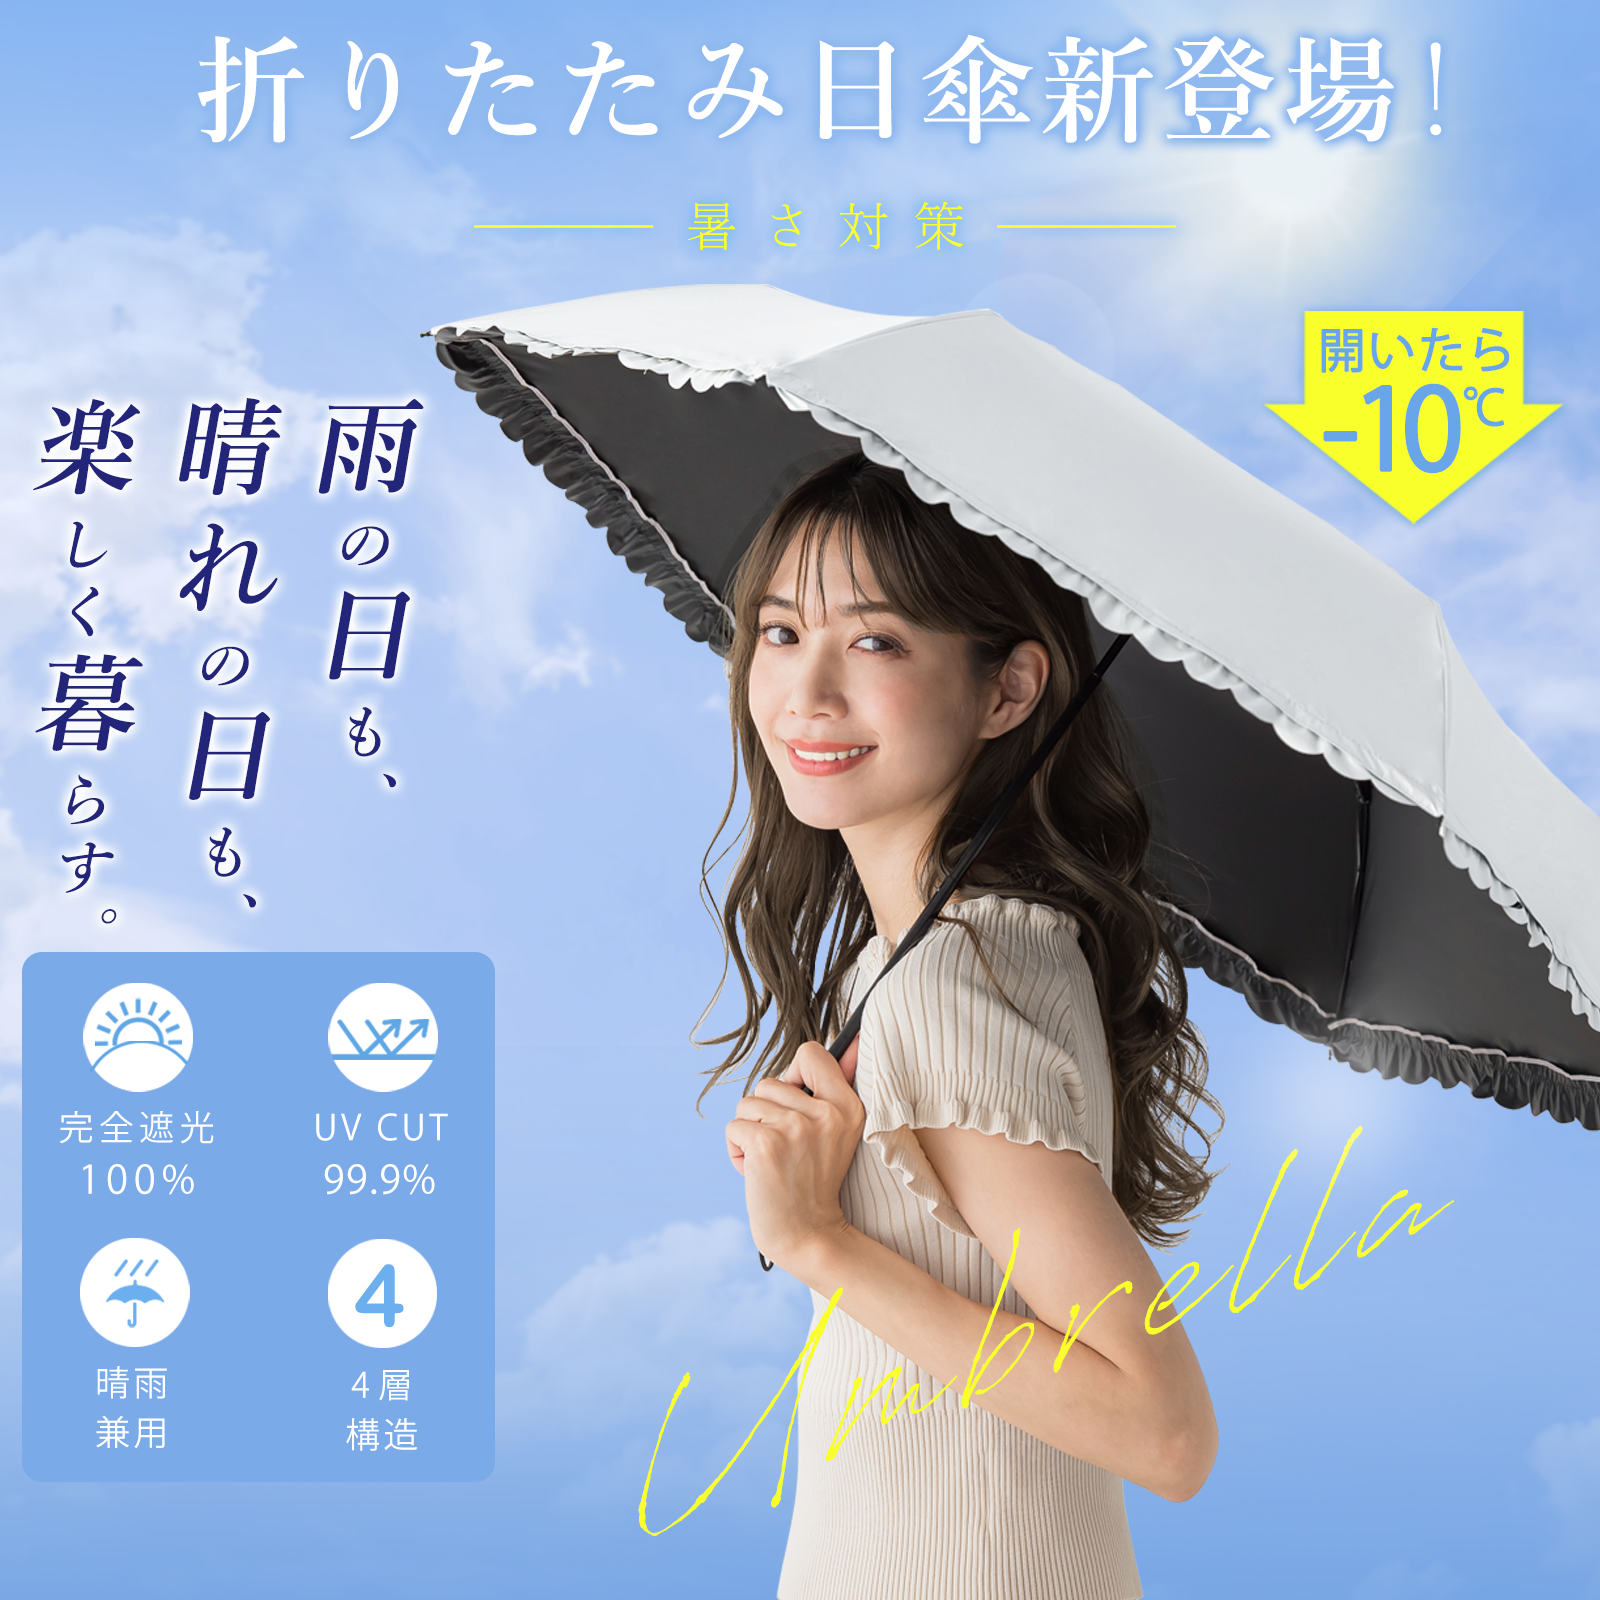 折りたたみ日傘新登場!
暑さ対策
開いたら
-10℃
雨の日も、
晴れの日も、
楽しく暮らす。
完全遮光
100%
UV CUT
99.9%
晴雨
兼用
4
4層
構造
Umbrella